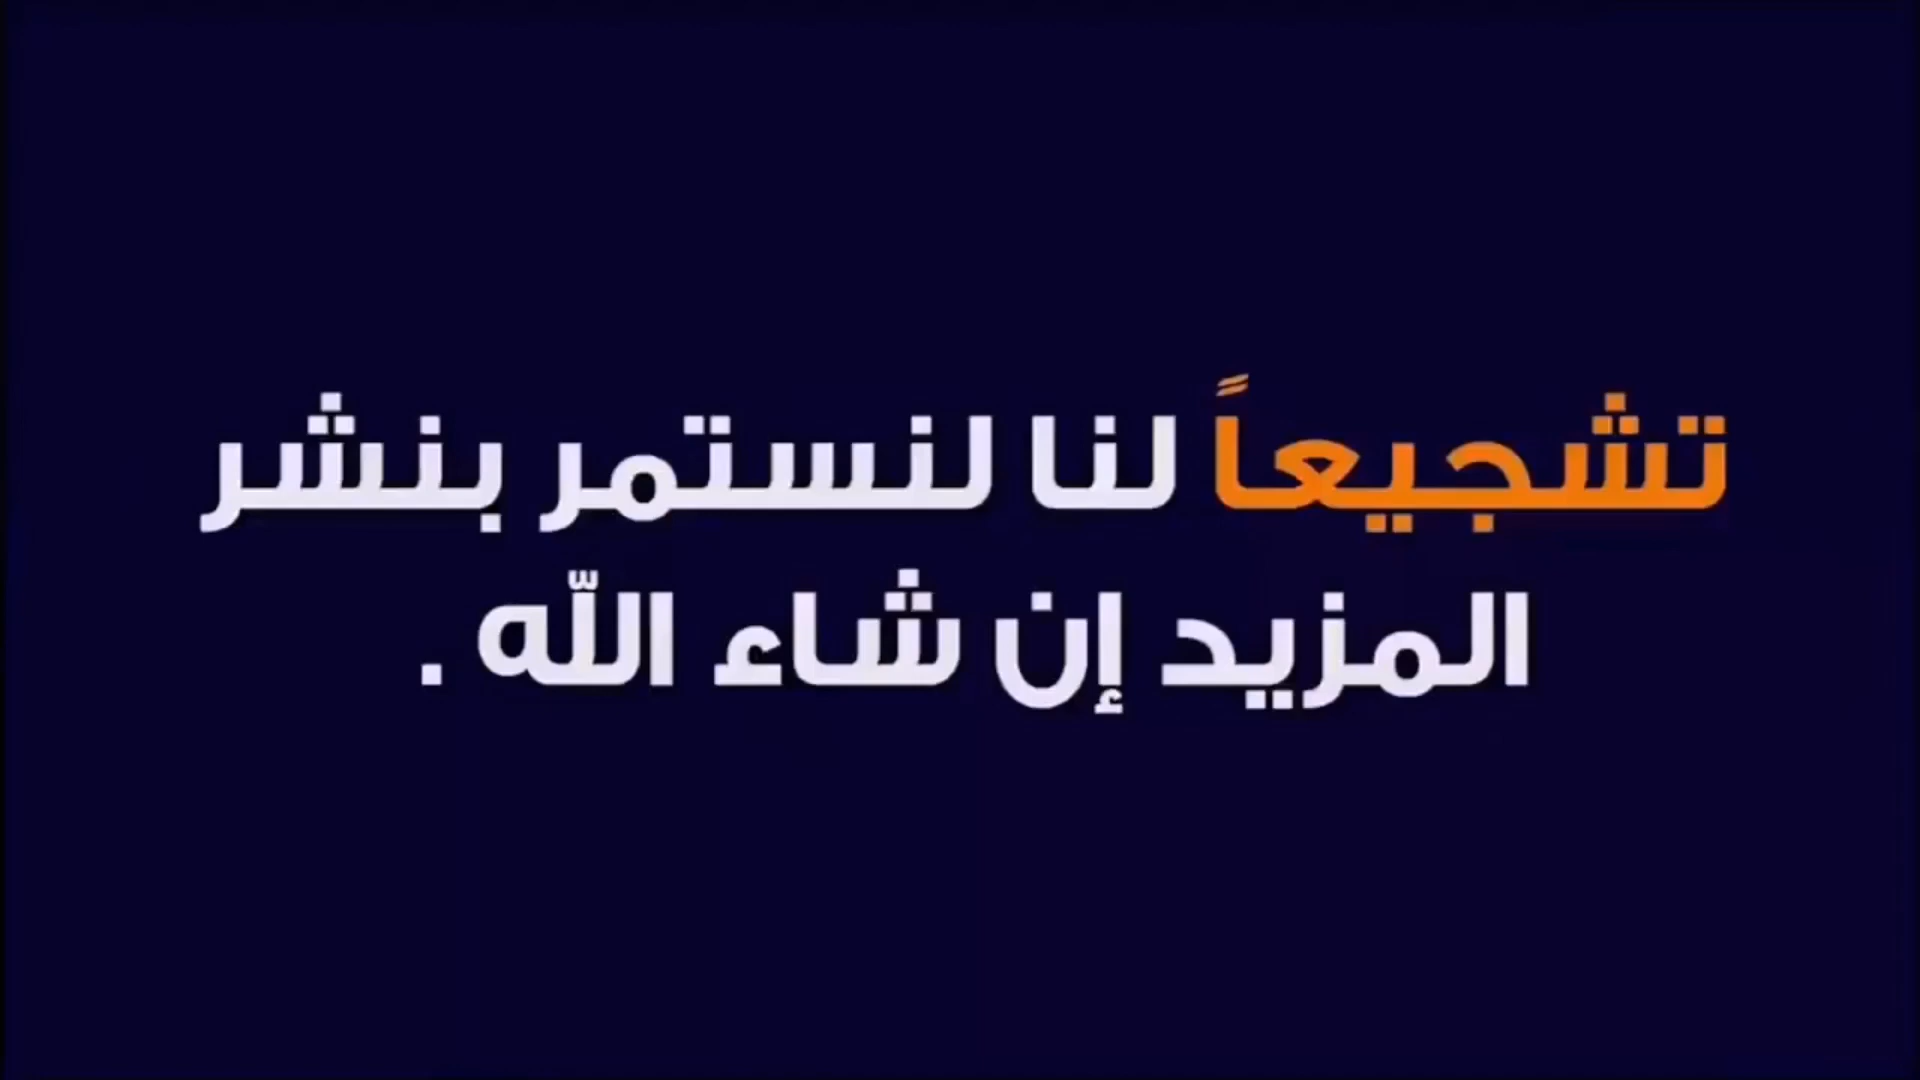 تشجيعاً لنا لنستمر بنشر
المزيد إن شاء اللّه .